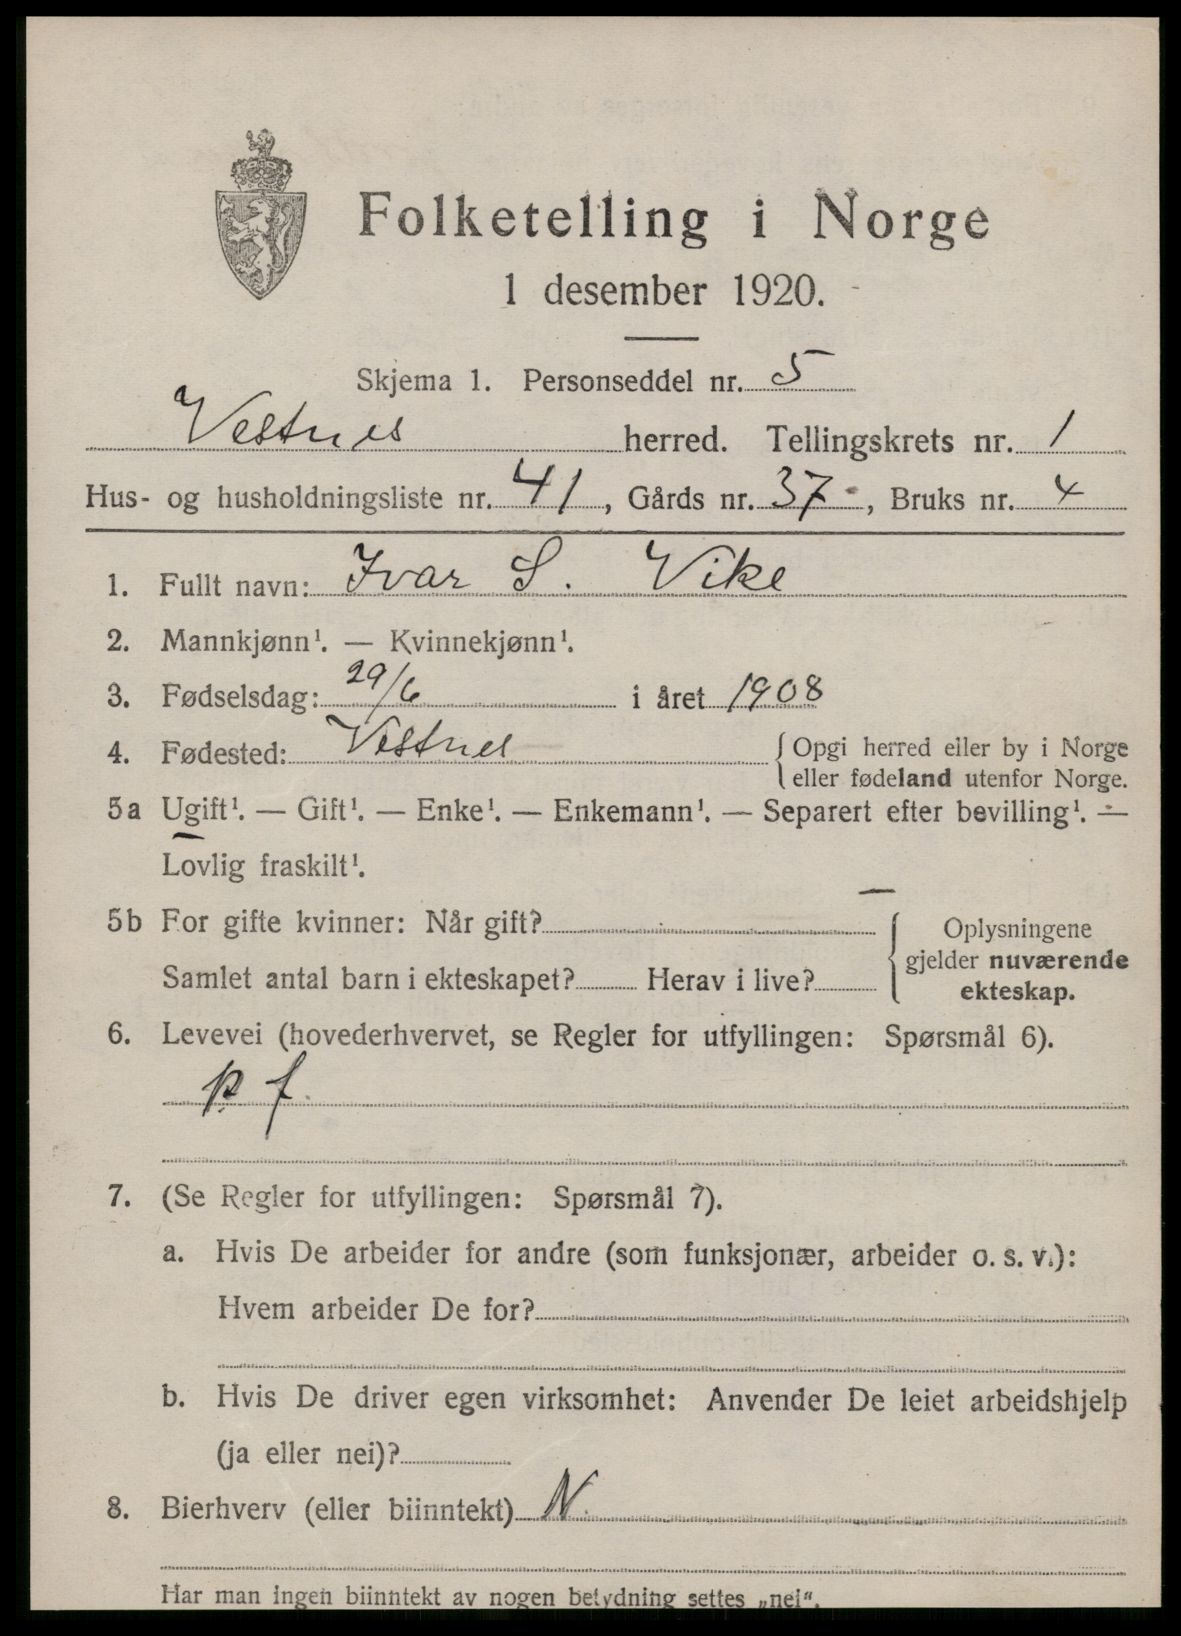 Folketelling i Norge
1 desember 1920.
Skjema 1. Personseddel nr. 5
Vestnes herred. Tellingskrets nr. 1
Hus- og husholdningsliste nr. 41, Gårds nr. 37, Bruks nr. 4
1. Fullt navn: Ivar S. Vike
2. Mannkjønn¹. — Kvinnekjønn¹.
3. Fødselsdag: 29/6 i året 1908
4. Fødested: Vestnes {Opgi herred eller by i Norge
eller fødeland utenfor Norge.
5a Ugift¹. — Gift¹. — Enke¹. — Enkemann¹. — Separert efter bevilling¹. —
Lovlig fraskilt¹.
5b For gifte kvinner: Når gift? —
Samlet antal barn i ekteskapet? Herav i live?
{Oplysningene
gjelder nuværende
ekteskap.
6. Levevei (hovederhvervet, se Regler for utfyllingen: Spørsmål 6).
p. f.
7. (Se Regler for utfyllingen: Spørsmål 7).
a. Hvis De arbeider for andre (som funksjonær, arbeider o. s. v.):
Hvem arbeider De for?
b. Hvis De driver egen virksomhet: Anvender De leiet arbeidshjelp
(ja eller nei)?
8. Bierhverv (eller biinntekt) N.
Har man ingen biinntekt av nogen betydning settes „nei“.